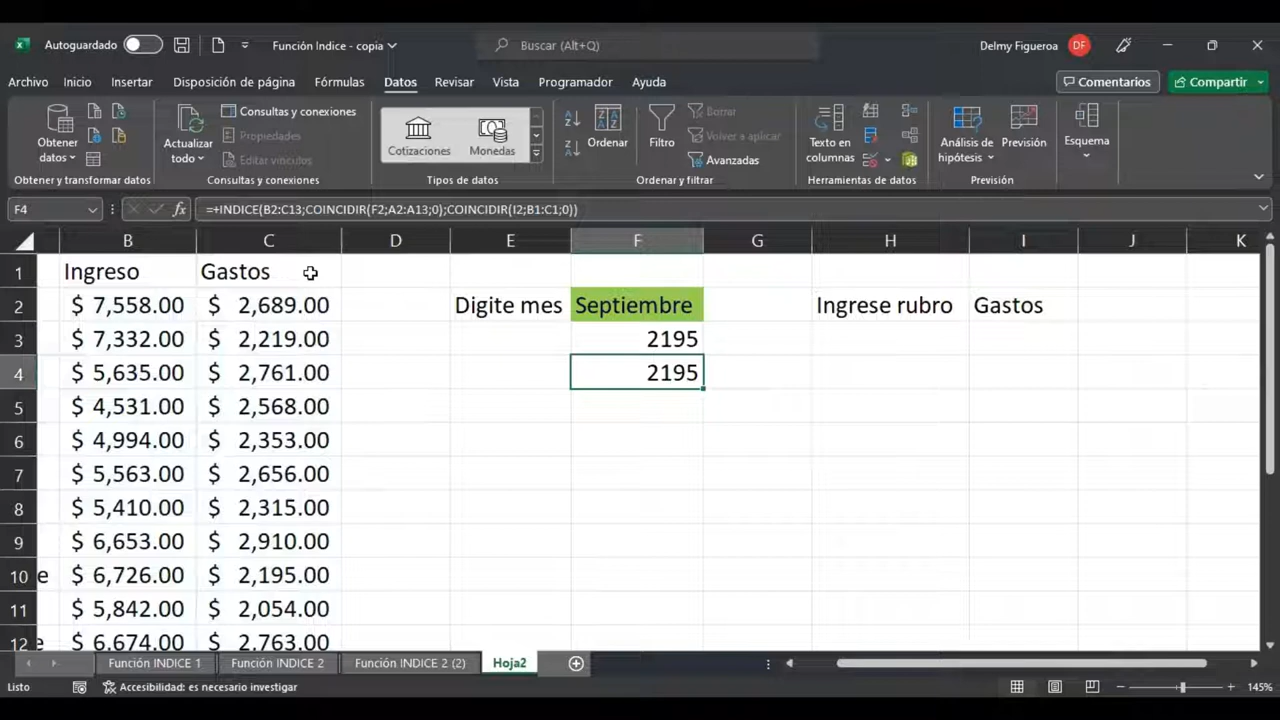 Autoguardado
Función Indice - copia
Buscar (Alt+Q)
Delmy Figueroa
DF
Archivo Inicio Insertar Disposición de página Fórmulas Datos Revisar Vista Programador Ayuda
Comentarios
Compartir
Obtener datos
Actualizar todo
Consultas y conexiones
Propiedades
Editar vínculos
Cotizaciones
Monedas
Ordenar
Filtro
Borrar
Volver a aplicar
Avanzadas
Texto en columnas
Análisis de hipótesis
Previsión
Esquema
Obtener y transformar datos
Consultas y conexiones
Tipos de datos
Ordenar y filtrar
Herramientas de datos
Previsión
F4
fx
=+INDICE(B2:C13;COINCIDIR(F2;A2:A13;0);COINCIDIR(I2;B1:C1;0))
B C D E F G H I J K
1 Ingreso Gastos
2 $ 7,558.00 $ 2,689.00 Digite mes Septiembre Ingrese rubro Gastos
3 $ 7,332.00 $ 2,219.00 2195
4 $ 5,635.00 $ 2,761.00 2195
5 $ 4,531.00 $ 2,568.00
6 $ 4,994.00 $ 2,353.00
7 $ 5,563.00 $ 2,656.00
8 $ 5,410.00 $ 2,315.00
9 $ 6,653.00 $ 2,910.00
10 e $ 6,726.00 $ 2,195.00
11 $ 5,842.00 $ 2,054.00
12 e $ 6,674.00 $ 2,763.00
Función INDICE 1 Función INDICE 2 Función INDICE 2 (2) Hoja2
Listo
Accesibilidad: es necesario investigar
145%